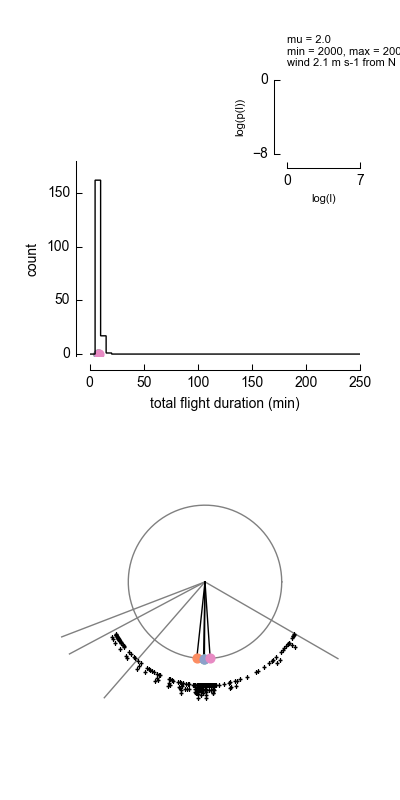 mu = 2.0
min = 2000, max = 200
wind 2.1 m s-1 from N
0
log(p(l))
−8
0 7
log(l)
150
100
count
50
0
0 50 100 150 200 250
total flight duration (min)